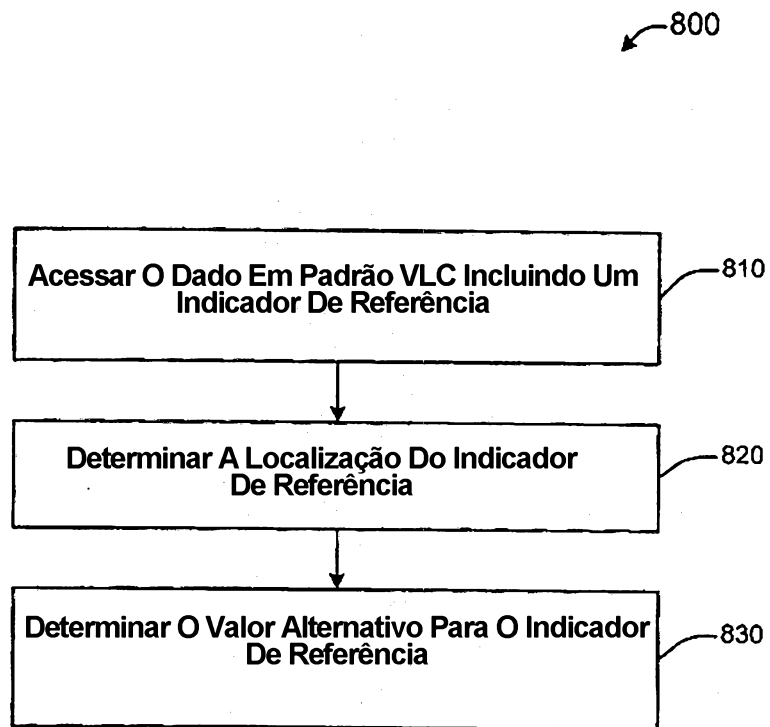 800
Acessar O Dado Em Padrão VLC Incluindo Um
Indicador De Referência
810
Determinar A Localização Do Indicador
De Referência
820
Determinar O Valor Alternativo Para O Indicador
De Referência
830